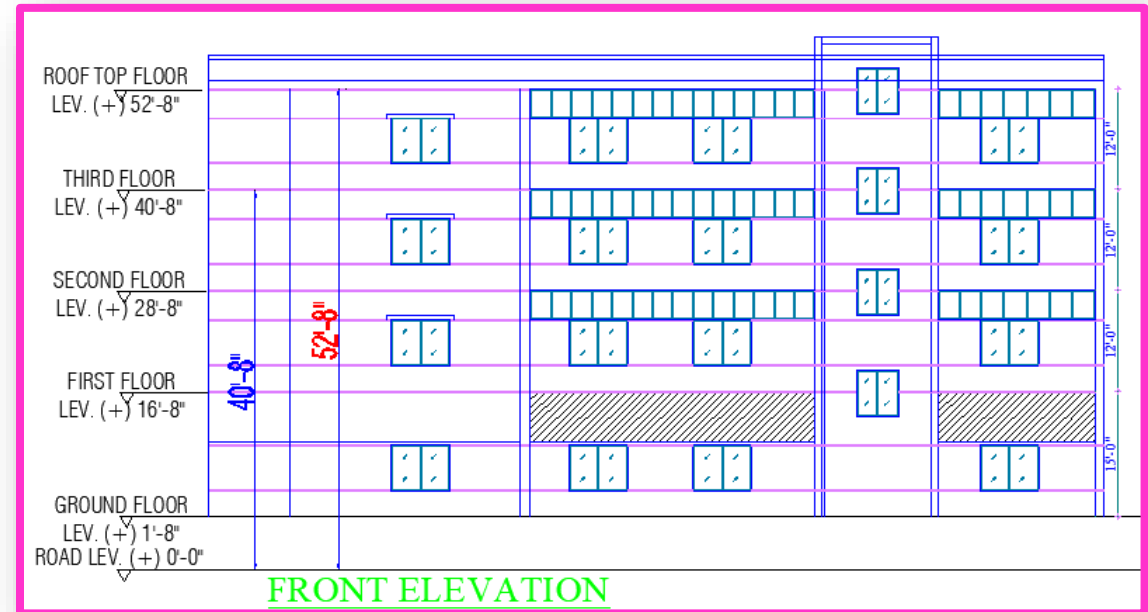 ROOF TOP FLOOR
LEV. (+) 52'-8"
THIRD FLOOR
LEV. (+) 40'-8"
SECOND FLOOR
LEV. (+) 28'-8"
FIRST FLOOR
LEV. (+) 16'-8"
GROUND FLOOR
LEV. (+) 1'-8"
ROAD LEV. (+) 0'-0"
40'-8"
52'-8"
12'-0"
12'-0"
12'-0"
15'-0"
FRONT ELEVATION